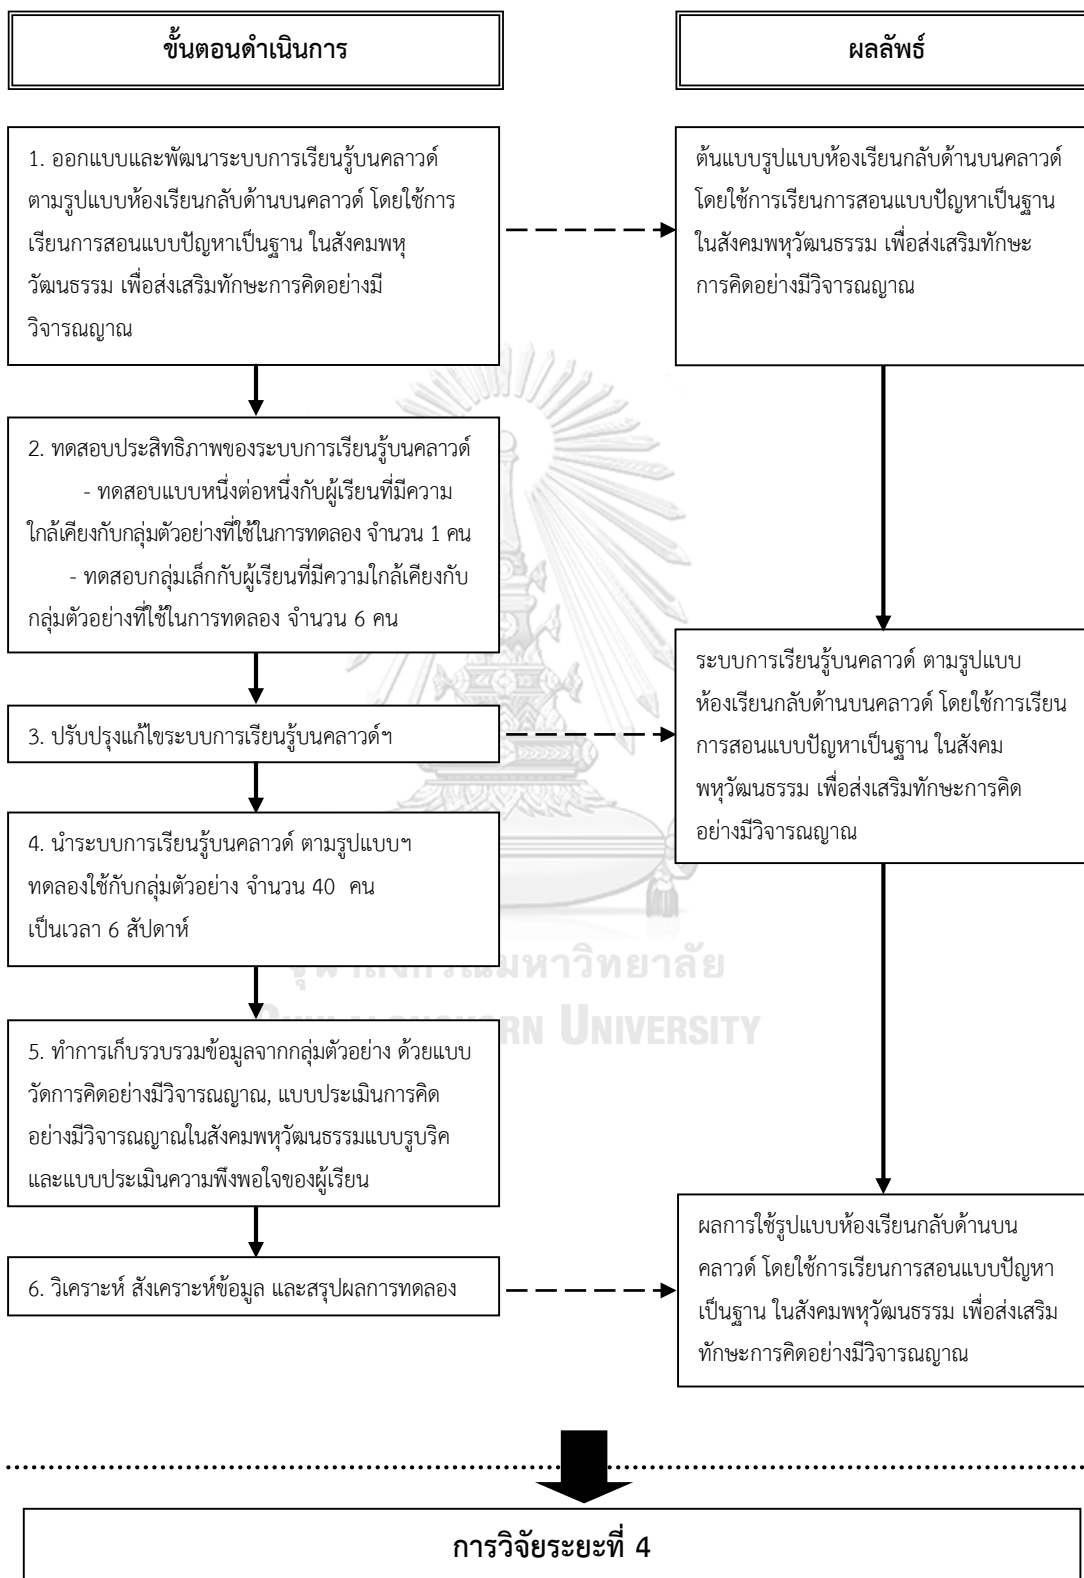 ขั้นตอนดำเนินการ
ผลลัพธ์
1. ออกแบบและพัฒนาระบบการเรียนรู้บนคลาวด์
ตามรูปแบบห้องเรียนกลับด้านบนคลาวด์ โดยใช้การ
เรียนการสอนแบบปัญหาเป็นฐาน ในสังคมพหุ
วัฒนธรรม เพื่อส่งเสริมทักษะการคิดอย่างมี
วิจารณญาณ
ต้นแบบรูปแบบห้องเรียนกลับด้านบนคลาวด์
โดยใช้การเรียนการสอนแบบปัญหาเป็นฐาน
ในสังคมพหุวัฒนธรรม เพื่อส่งเสริมทักษะ
การคิดอย่างมีวิจารณญาณ
2. ทดสอบประสิทธิภาพของระบบการเรียนรู้บนคลาวด์
- ทดสอบแบบหนึ่งต่อหนึ่งกับผู้เรียนที่มีความ
ใกล้เคียงกับกลุ่มตัวอย่างที่ใช้ในการทดลอง จำนวน 1 คน
- ทดสอบกลุ่มเล็กกับผู้เรียนที่มีความใกล้เคียงกับ
กลุ่มตัวอย่างที่ใช้ในการทดลอง จำนวน 6 คน
3. ปรับปรุงแก้ไขระบบการเรียนรู้บนคลาวด์ฯ
ระบบการเรียนรู้บนคลาวด์ ตามรูปแบบ
ห้องเรียนกลับด้านบนคลาวด์ โดยใช้การเรียน
การสอนแบบปัญหาเป็นฐาน ในสังคม
พหุวัฒนธรรม เพื่อส่งเสริมทักษะการคิด
อย่างมีวิจารณญาณ
4. นำระบบการเรียนรู้บนคลาวด์ ตามรูปแบบฯ
ทดลองใช้กับกลุ่มตัวอย่าง จำนวน 40 คน
เป็นเวลา 6 สัปดาห์
จุฬาลงกรณ์มหาวิทยาลัย
CHULALONGKORN UNIVERSITY
5. ทำการเก็บรวบรวมข้อมูลจากกลุ่มตัวอย่าง ด้วยแบบ
วัดการคิดอย่างมีวิจารณญาณ, แบบประเมินการคิด
อย่างมีวิจารณญาณในสังคมพหุวัฒนธรรมแบบรูบริค
และแบบประเมินความพึงพอใจของผู้เรียน
6. วิเคราะห์ สังเคราะห์ข้อมูล และสรุปผลการทดลอง
ผลการใช้รูปแบบห้องเรียนกลับด้านบน
คลาวด์ โดยใช้การเรียนการสอนแบบปัญหา
เป็นฐาน ในสังคมพหุวัฒนธรรม เพื่อส่งเสริม
ทักษะการคิดอย่างมีวิจารณญาณ
การวิจัยระยะที่ 4